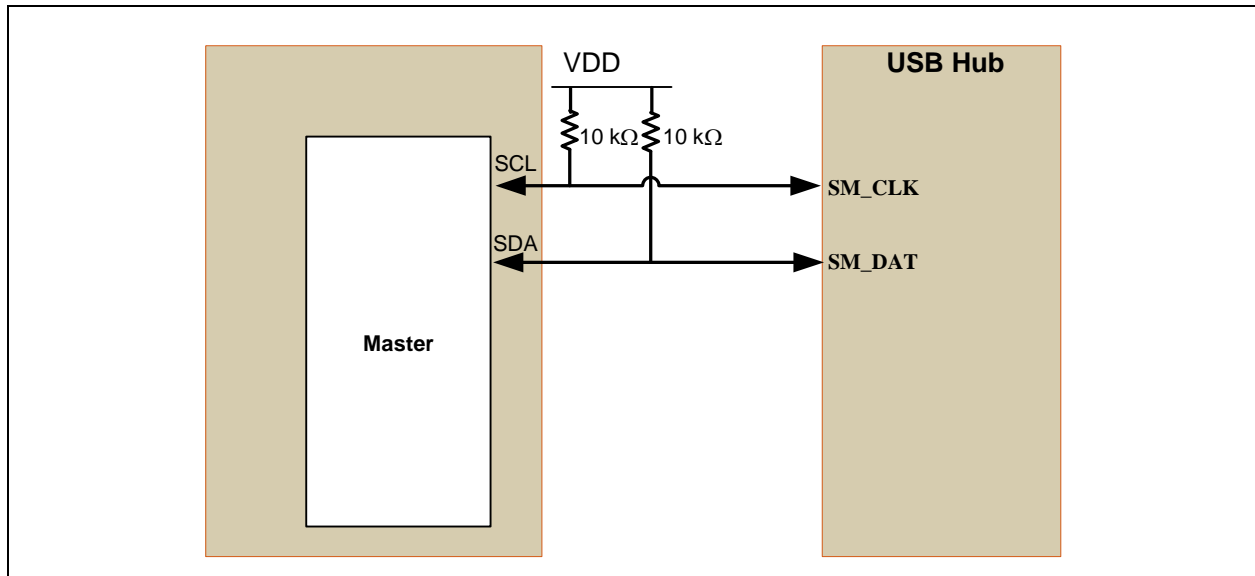 VDD
USB Hub
10 kΩ 10 kΩ
SCL
SM_CLK
SDA
SM_DAT
Master